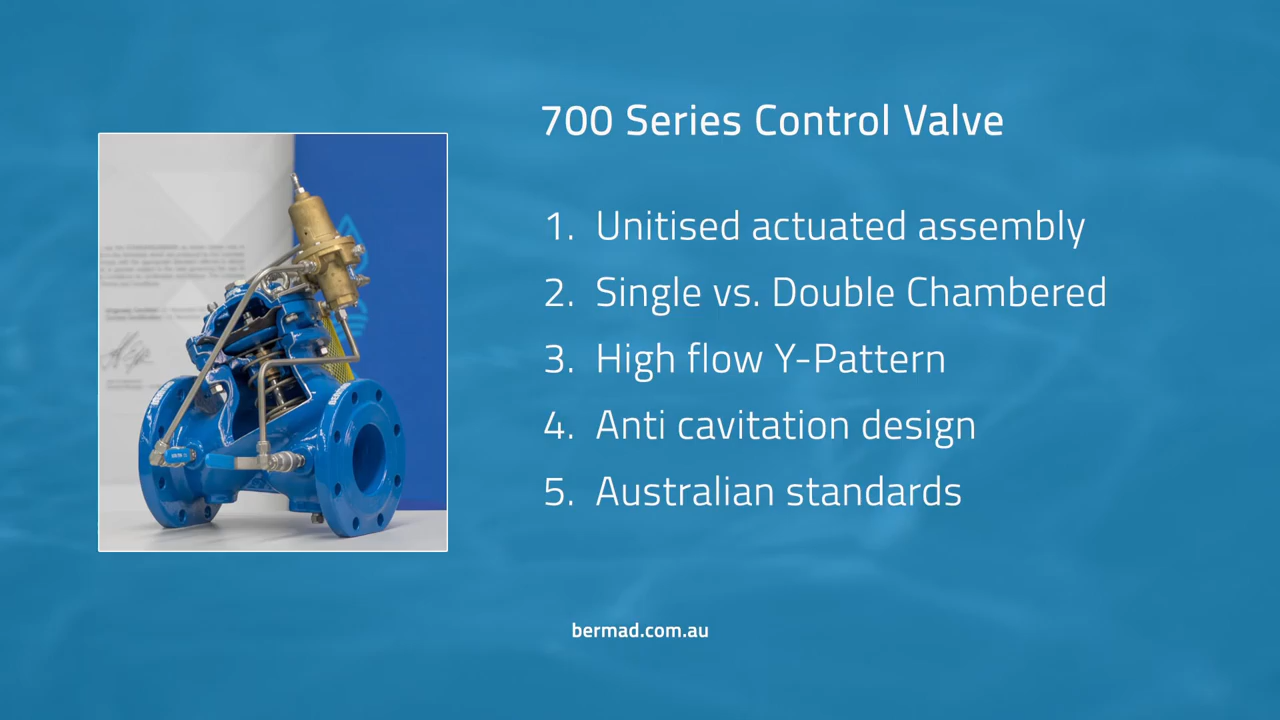 700 Series Control Valve
1. Unitised actuated assembly
2. Single vs. Double Chambered
3. High flow Y-Pattern
4. Anti cavitation design
5. Australian standards
bermad.com.au